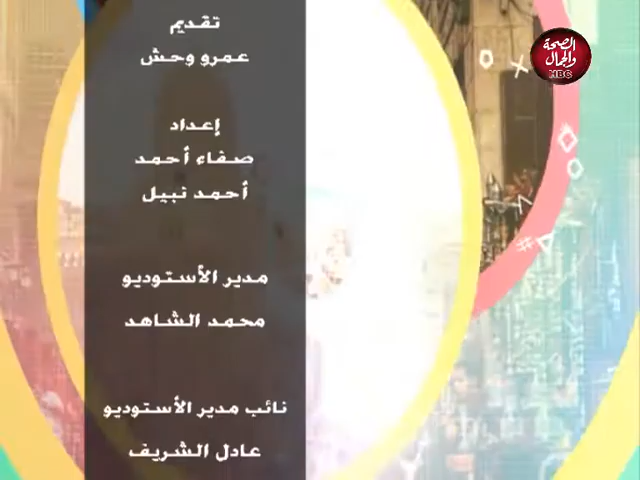 تقديم
عمرو وحش
إعداد
صفاء أحمد
أحمد نبيل
مدير الأستوديو
محمد الشاهد
نائب مدير الأستوديو
عادل الشريف
الصحة
والجمال
NBC